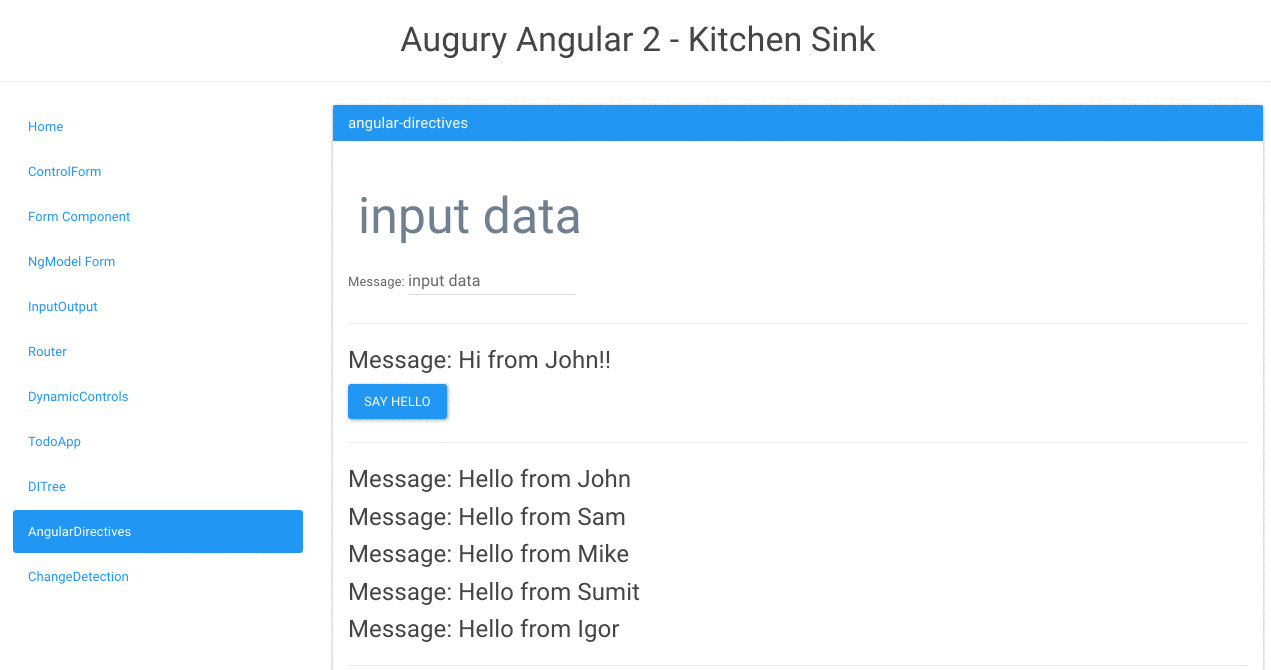 Augury Angular 2 - Kitchen Sink
Home
ControlForm
Form Component
NgModel Form
InputOutput
Router
DynamicControls
TodoApp
DITree
AngularDirectives
ChangeDetection
angular-directives
input data
Message: input data
Message: Hi from John!!
SAY HELLO
Message: Hello from John
Message: Hello from Sam
Message: Hello from Mike
Message: Hello from Sumit
Message: Hello from Igor